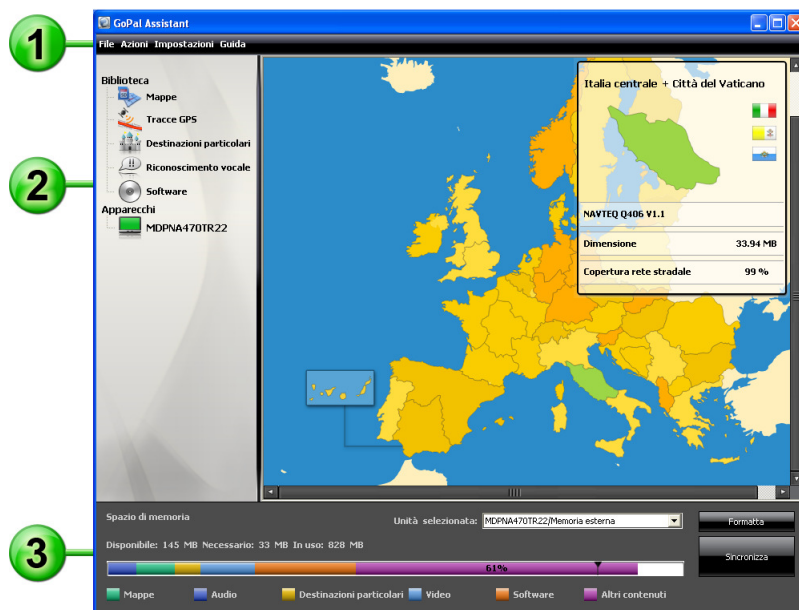 GoPal Assistant
1
File Azioni Impostazioni Guida
Biblioteca
Mappe
Tracce GPS
Destinazioni particolari
Riconoscimento vocale
Software
Apparecchi
MDPNA470TR22
2
Italia centrale + Città del Vaticano
NAVTEQ Q406 V1.1
Dimensione 33.94 MB
Copertura rete stradale 99 %
3
Spazio di memoria
Unità selezionata: MDPNA470TR22/Memoria esterna
Formatta
Disponibile: 145 MB Necessario: 33 MB In uso: 828 MB
Sincronizza
61%
Mappe Audio Destinazioni particolari Video Software Altri contenuti